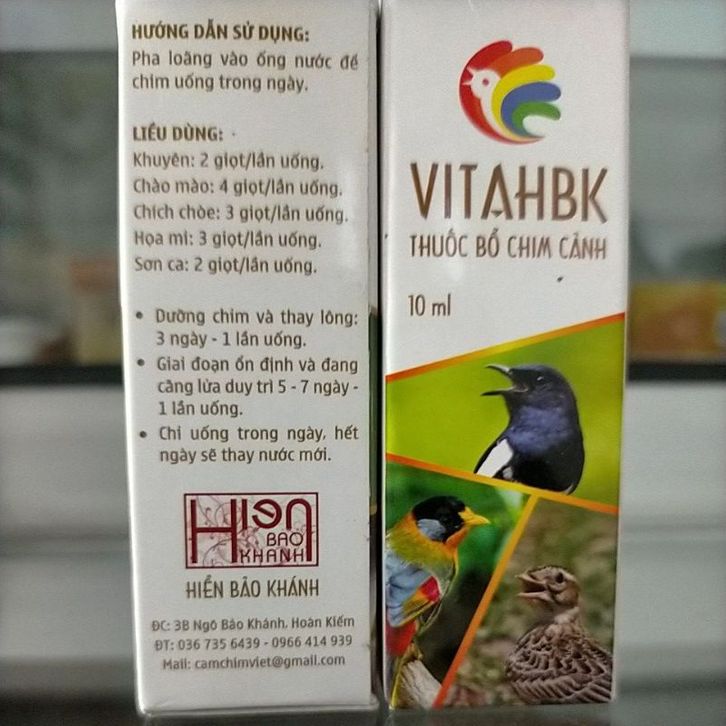 HƯỚNG DẪN SỬ DỤNG:
Pha loãng vào ống nước để
chim uống trong ngày.
LIỀU DÙNG:
Khuyên: 2 giọt/lần uống.
Chào mào: 4 giọt/lần uống.
Chích chòe: 3 giọt/lần uống.
Họa mi: 3 giọt/lần uống.
Sơn ca: 2 giọt/lần uống.
• Dưỡng chim và thay lông:
3 ngày - 1 lần uống.
• Giai đoạn ổn định và đang
căng lửa duy trì 5 - 7 ngày -
1 lần uống.
• Chỉ uống trong ngày, hết
ngày sẽ thay nước mới.
HIỀN
BẢO
KHÁNH
HIỀN BẢO KHÁNH
ĐC: 3B Ngõ Bảo Khánh, Hoàn Kiếm
ĐT: 036 735 6439 - 0966 414 939
Mail: camchimviet@gmail.com
VITAHBK
THUỐC BỔ CHIM CẢNH
10 ml